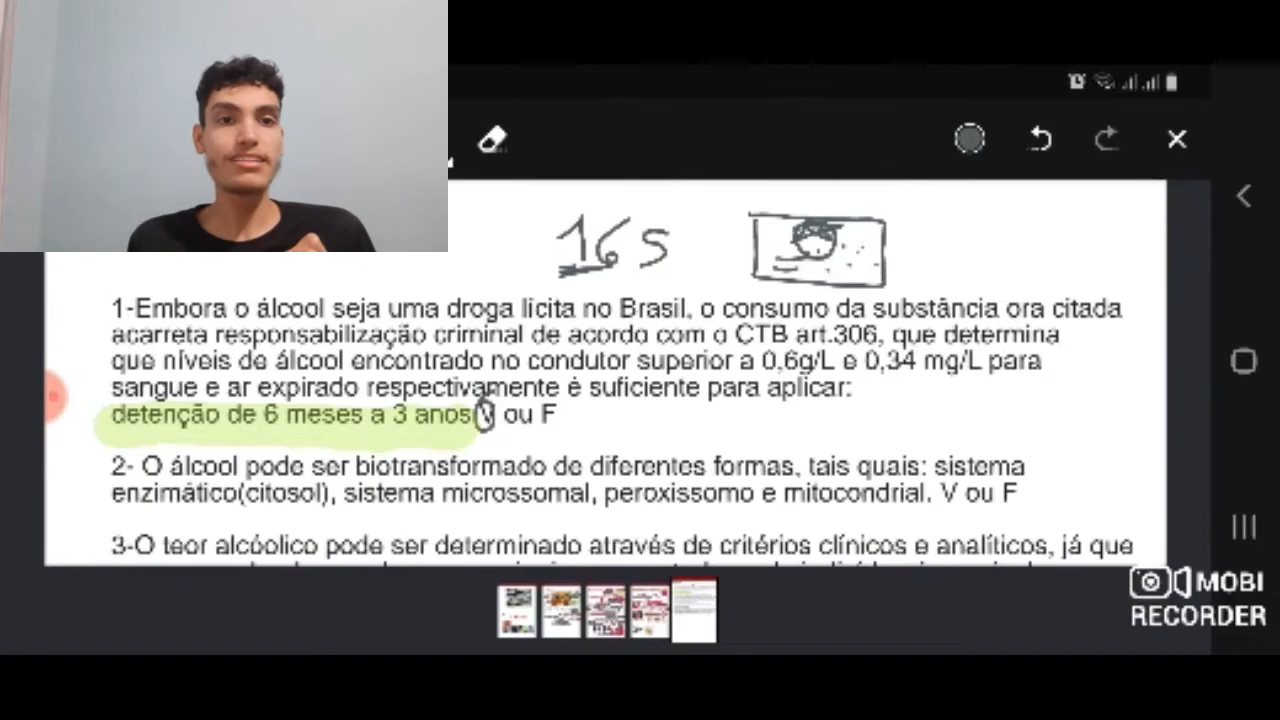 16 s
1-Embora o álcool seja uma droga lícita no Brasil, o consumo da substância ora citada
acarreta responsabilização criminal de acordo com o CTB art.306, que determina
que níveis de álcool encontrado no condutor superior a 0,6g/L e 0,34 mg/L para
sangue e ar expirado respectivamente é suficiente para aplicar:
detenção de 6 meses a 3 anos V ou F
2- O álcool pode ser biotransformado de diferentes formas, tais quais: sistema
enzimático(citosol), sistema microssomal, peroxissomo e mitocondrial. V ou F
3-O teor alcóolico pode ser determinado através de critérios clínicos e analíticos, já que
MOBI
RECORDER